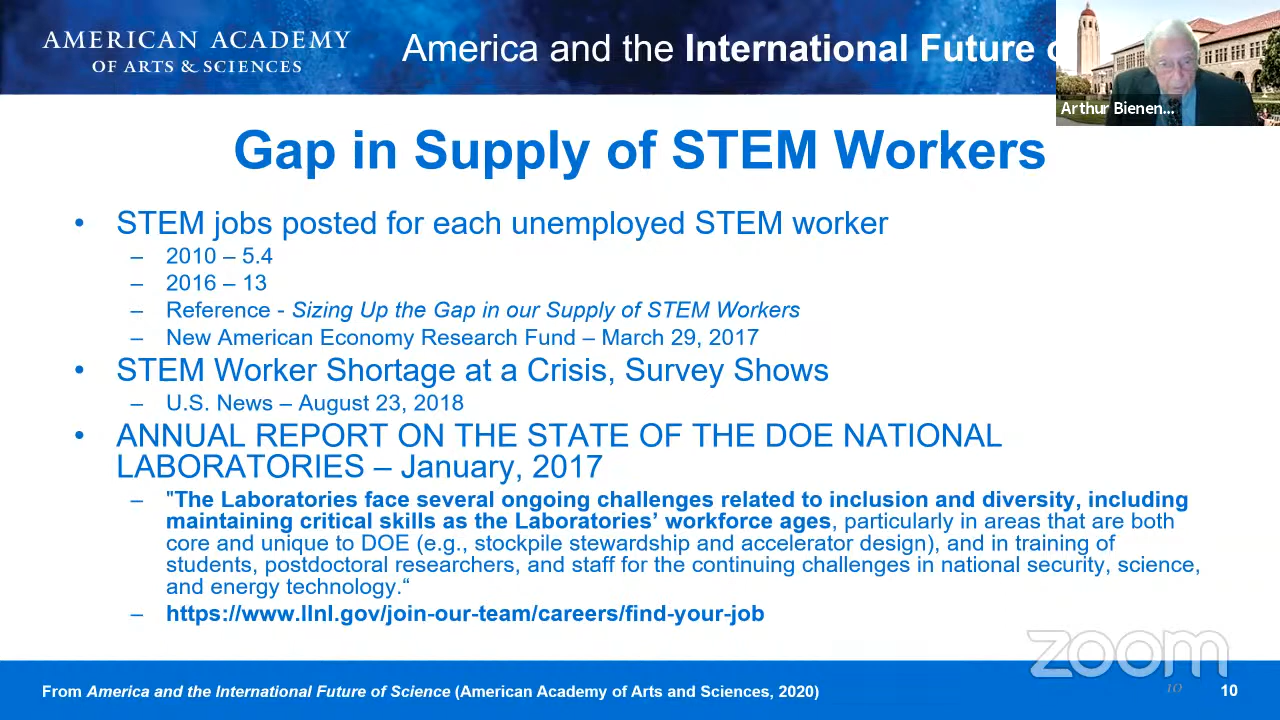 AMERICAN ACADEMY
OF ARTS & SCIENCES
America and the International Future
Arthur Bienen...
Gap in Supply of STEM Workers
• STEM jobs posted for each unemployed STEM worker
– 2010 – 5.4
– 2016 – 13
– Reference - Sizing Up the Gap in our Supply of STEM Workers
– New American Economy Research Fund – March 29, 2017
• STEM Worker Shortage at a Crisis, Survey Shows
– U.S. News – August 23, 2018
• ANNUAL REPORT ON THE STATE OF THE DOE NATIONAL
LABORATORIES – January, 2017
– "The Laboratories face several ongoing challenges related to inclusion and diversity, including
maintaining critical skills as the Laboratories’ workforce ages, particularly in areas that are both
core and unique to DOE (e.g., stockpile stewardship and accelerator design), and in training of
students, postdoctoral researchers, and staff for the continuing challenges in national security, science,
and energy technology.“
– https://www.llnl.gov/join-our-team/careers/find-your-job
zoom
From America and the International Future of Science (American Academy of Arts and Sciences, 2020)
10
10